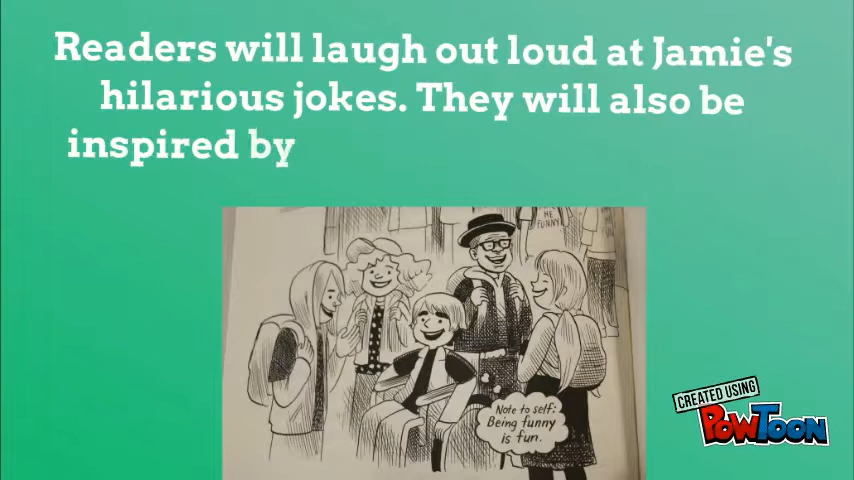 Readers will laugh out loud at Jamie's
hilarious jokes. They will also be
inspired by
ME
FUNNY
Note to self:
Being funny
is fun.
CREATED USING
POWTOON